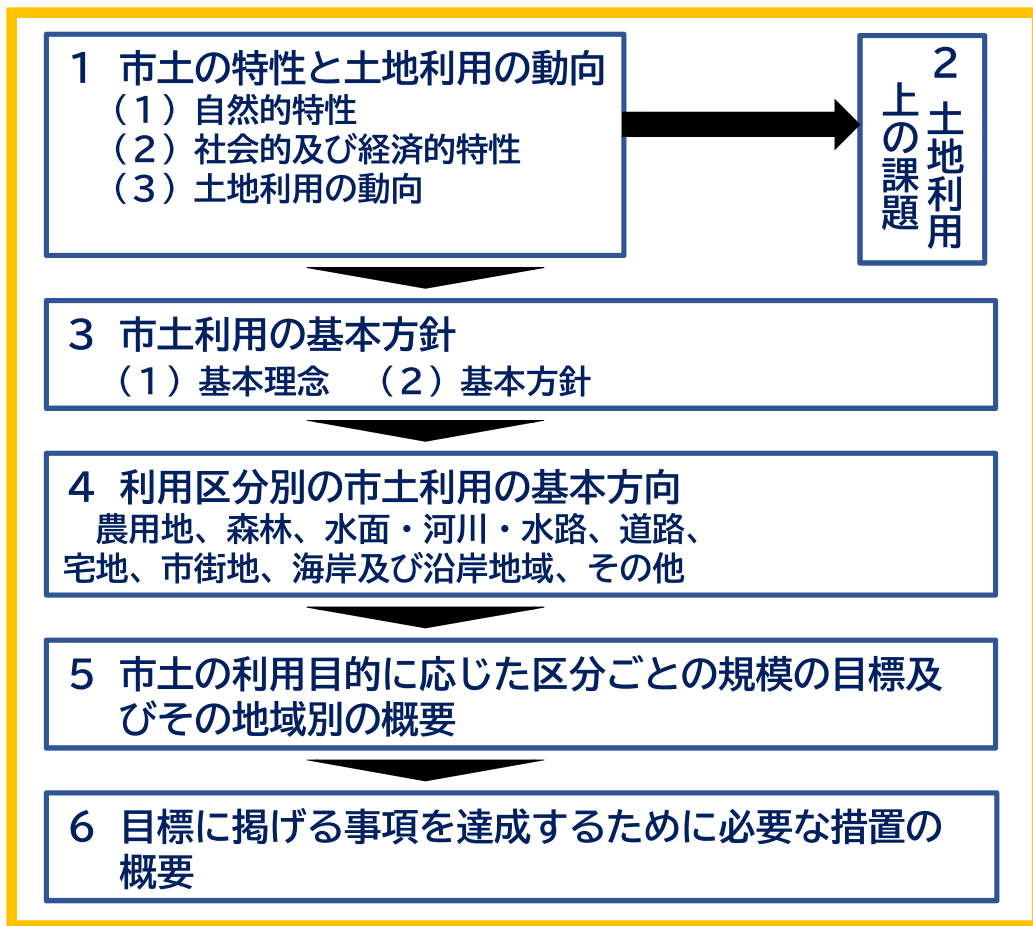 1 市土の特性と土地利用の動向
（1）自然的特性
（2）社会的及び経済的特性
（3）土地利用の動向
2 土地利用
上の課題
3 市土利用の基本方針
（1）基本理念　（2）基本方針
4 利用区分別の市土利用の基本方向
農用地、森林、水面・河川・水路、道路、
宅地、市街地、海岸及び沿岸地域、その他
5 市土の利用目的に応じた区分ごとの規模の目標及
びその地域別の概要
6 目標に掲げる事項を達成するために必要な措置の
概要